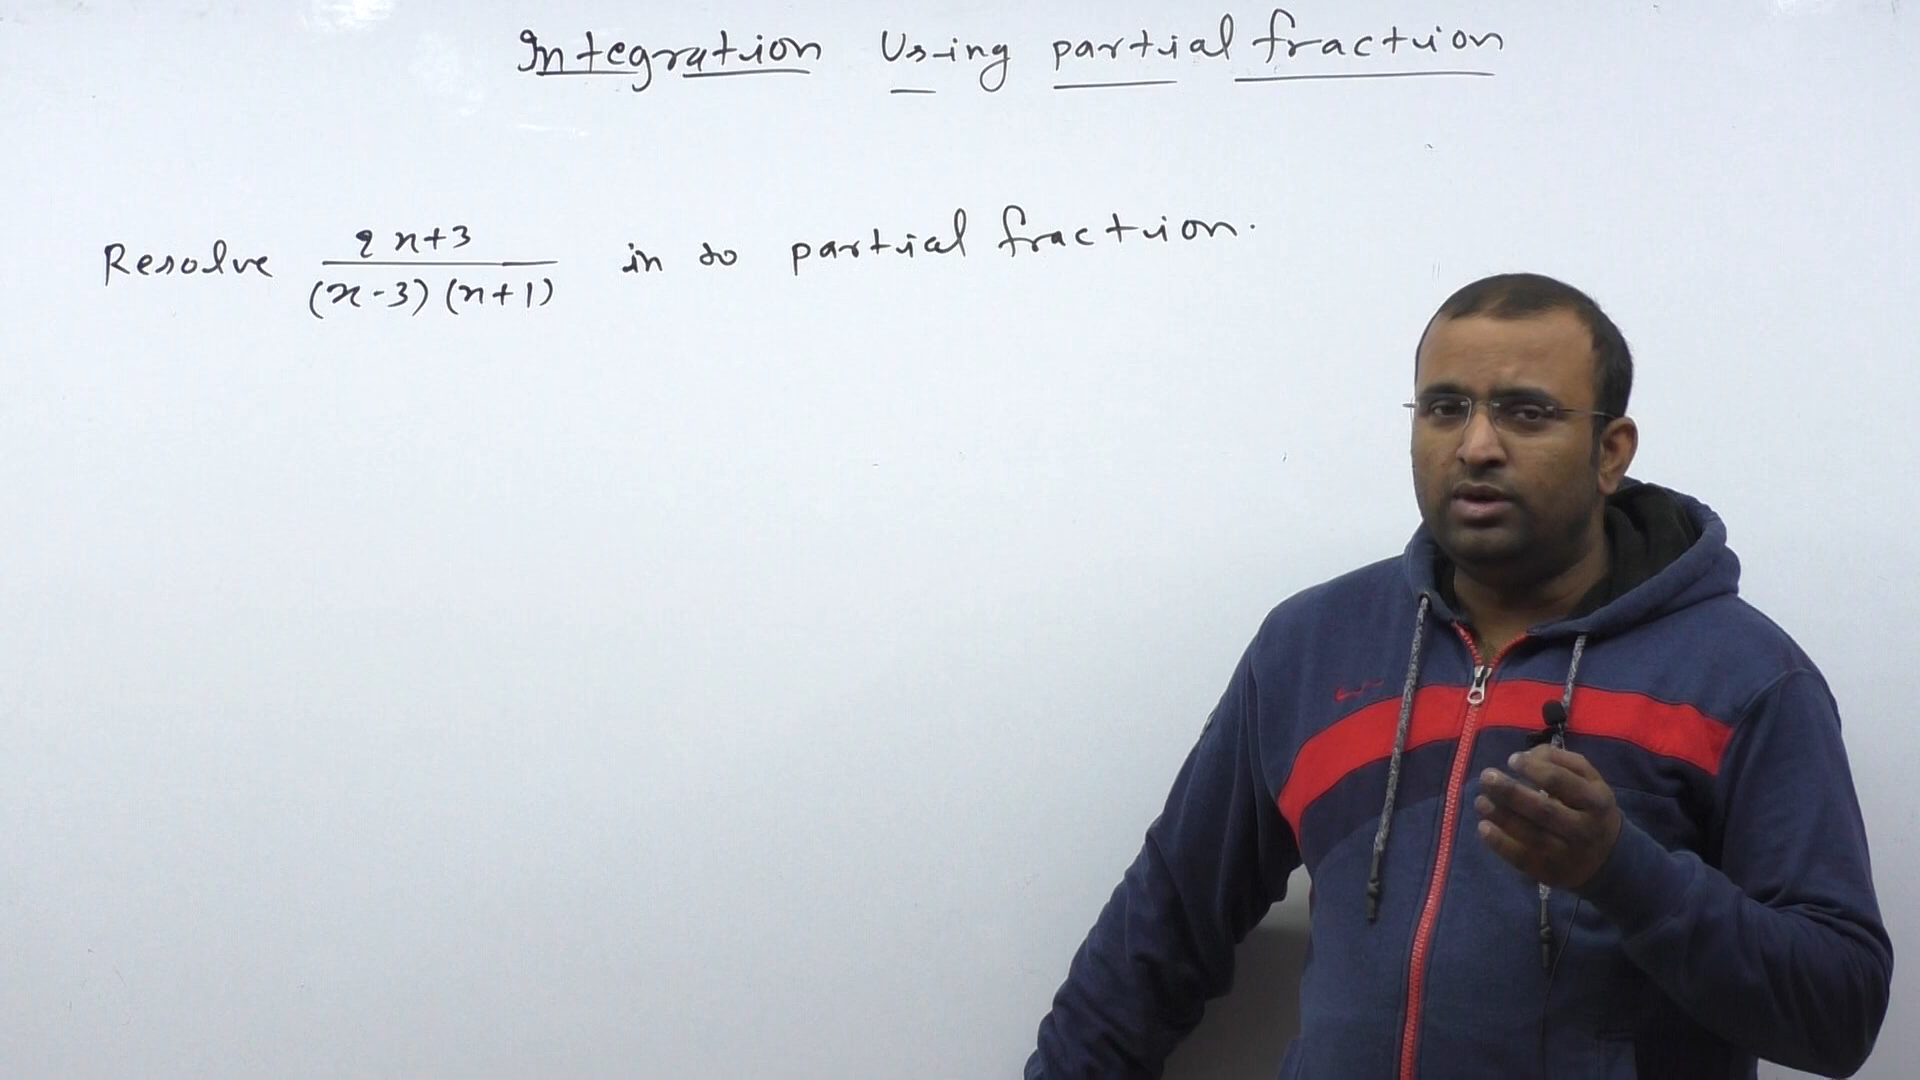 Integration Using partial fraction
Resolve 2x+3 / (x-3)(x+1) in to partial fraction.